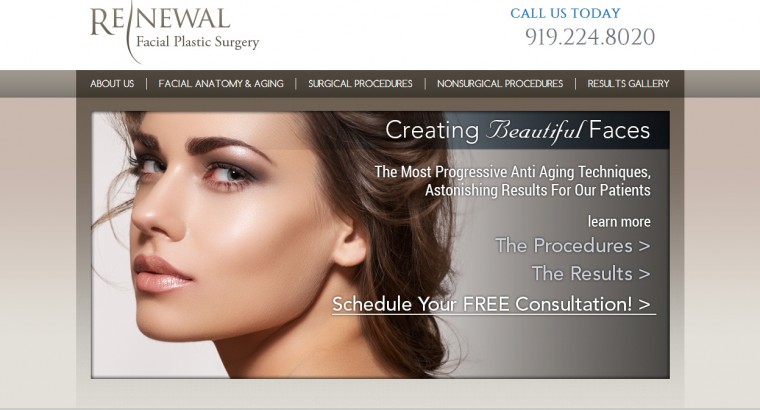 RENEWAL
Facial Plastic Surgery
CALL US TODAY
919.224.8020
ABOUT US
FACIAL ANATOMY & AGING
SURGICAL PROCEDURES
NONSURGICAL PROCEDURES
RESULTS GALLERY
Creating Beautiful Faces
The Most Progressive Anti Aging Techniques,
Astonishing Results For Our Patients
learn more
The Procedures >
The Results >
Schedule Your FREE Consultation! >